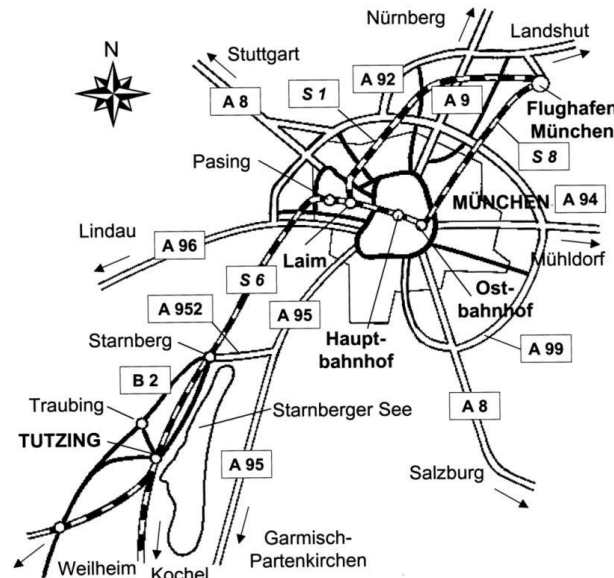 Nürnberg
Landshut
N
Stuttgart
A 92
A 8
S 1
A 9
Flughafen
München
S 8
Pasing
MÜNCHEN
A 94
Lindau
A 96
Laim
Mühldorf
S 6
Ost-
bahnhof
A 952
A 95
Haupt-
bahnhof
Starnberg
A 99
B 2
A 8
Traubing
Starnberger See
TUTZING
A 95
Salzburg
Garmisch-
Partenkirchen
Weilheim
Kochel